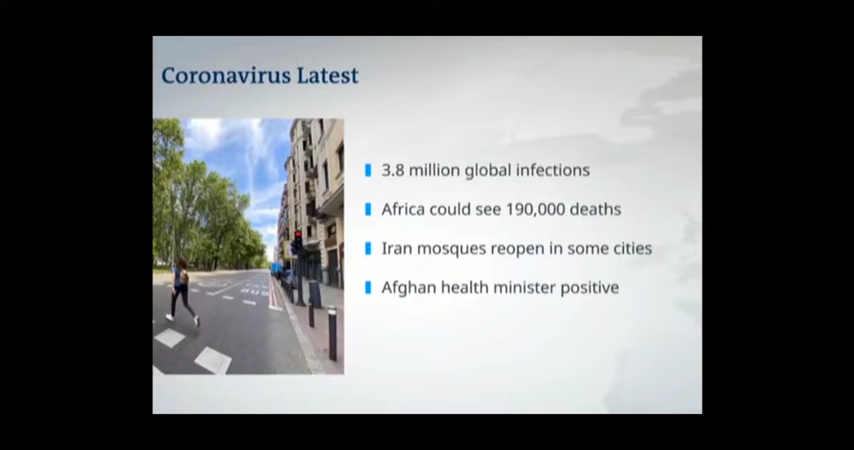 Coronavirus Latest
3.8 million global infections
Africa could see 190,000 deaths
Iran mosques reopen in some cities
Afghan health minister positive